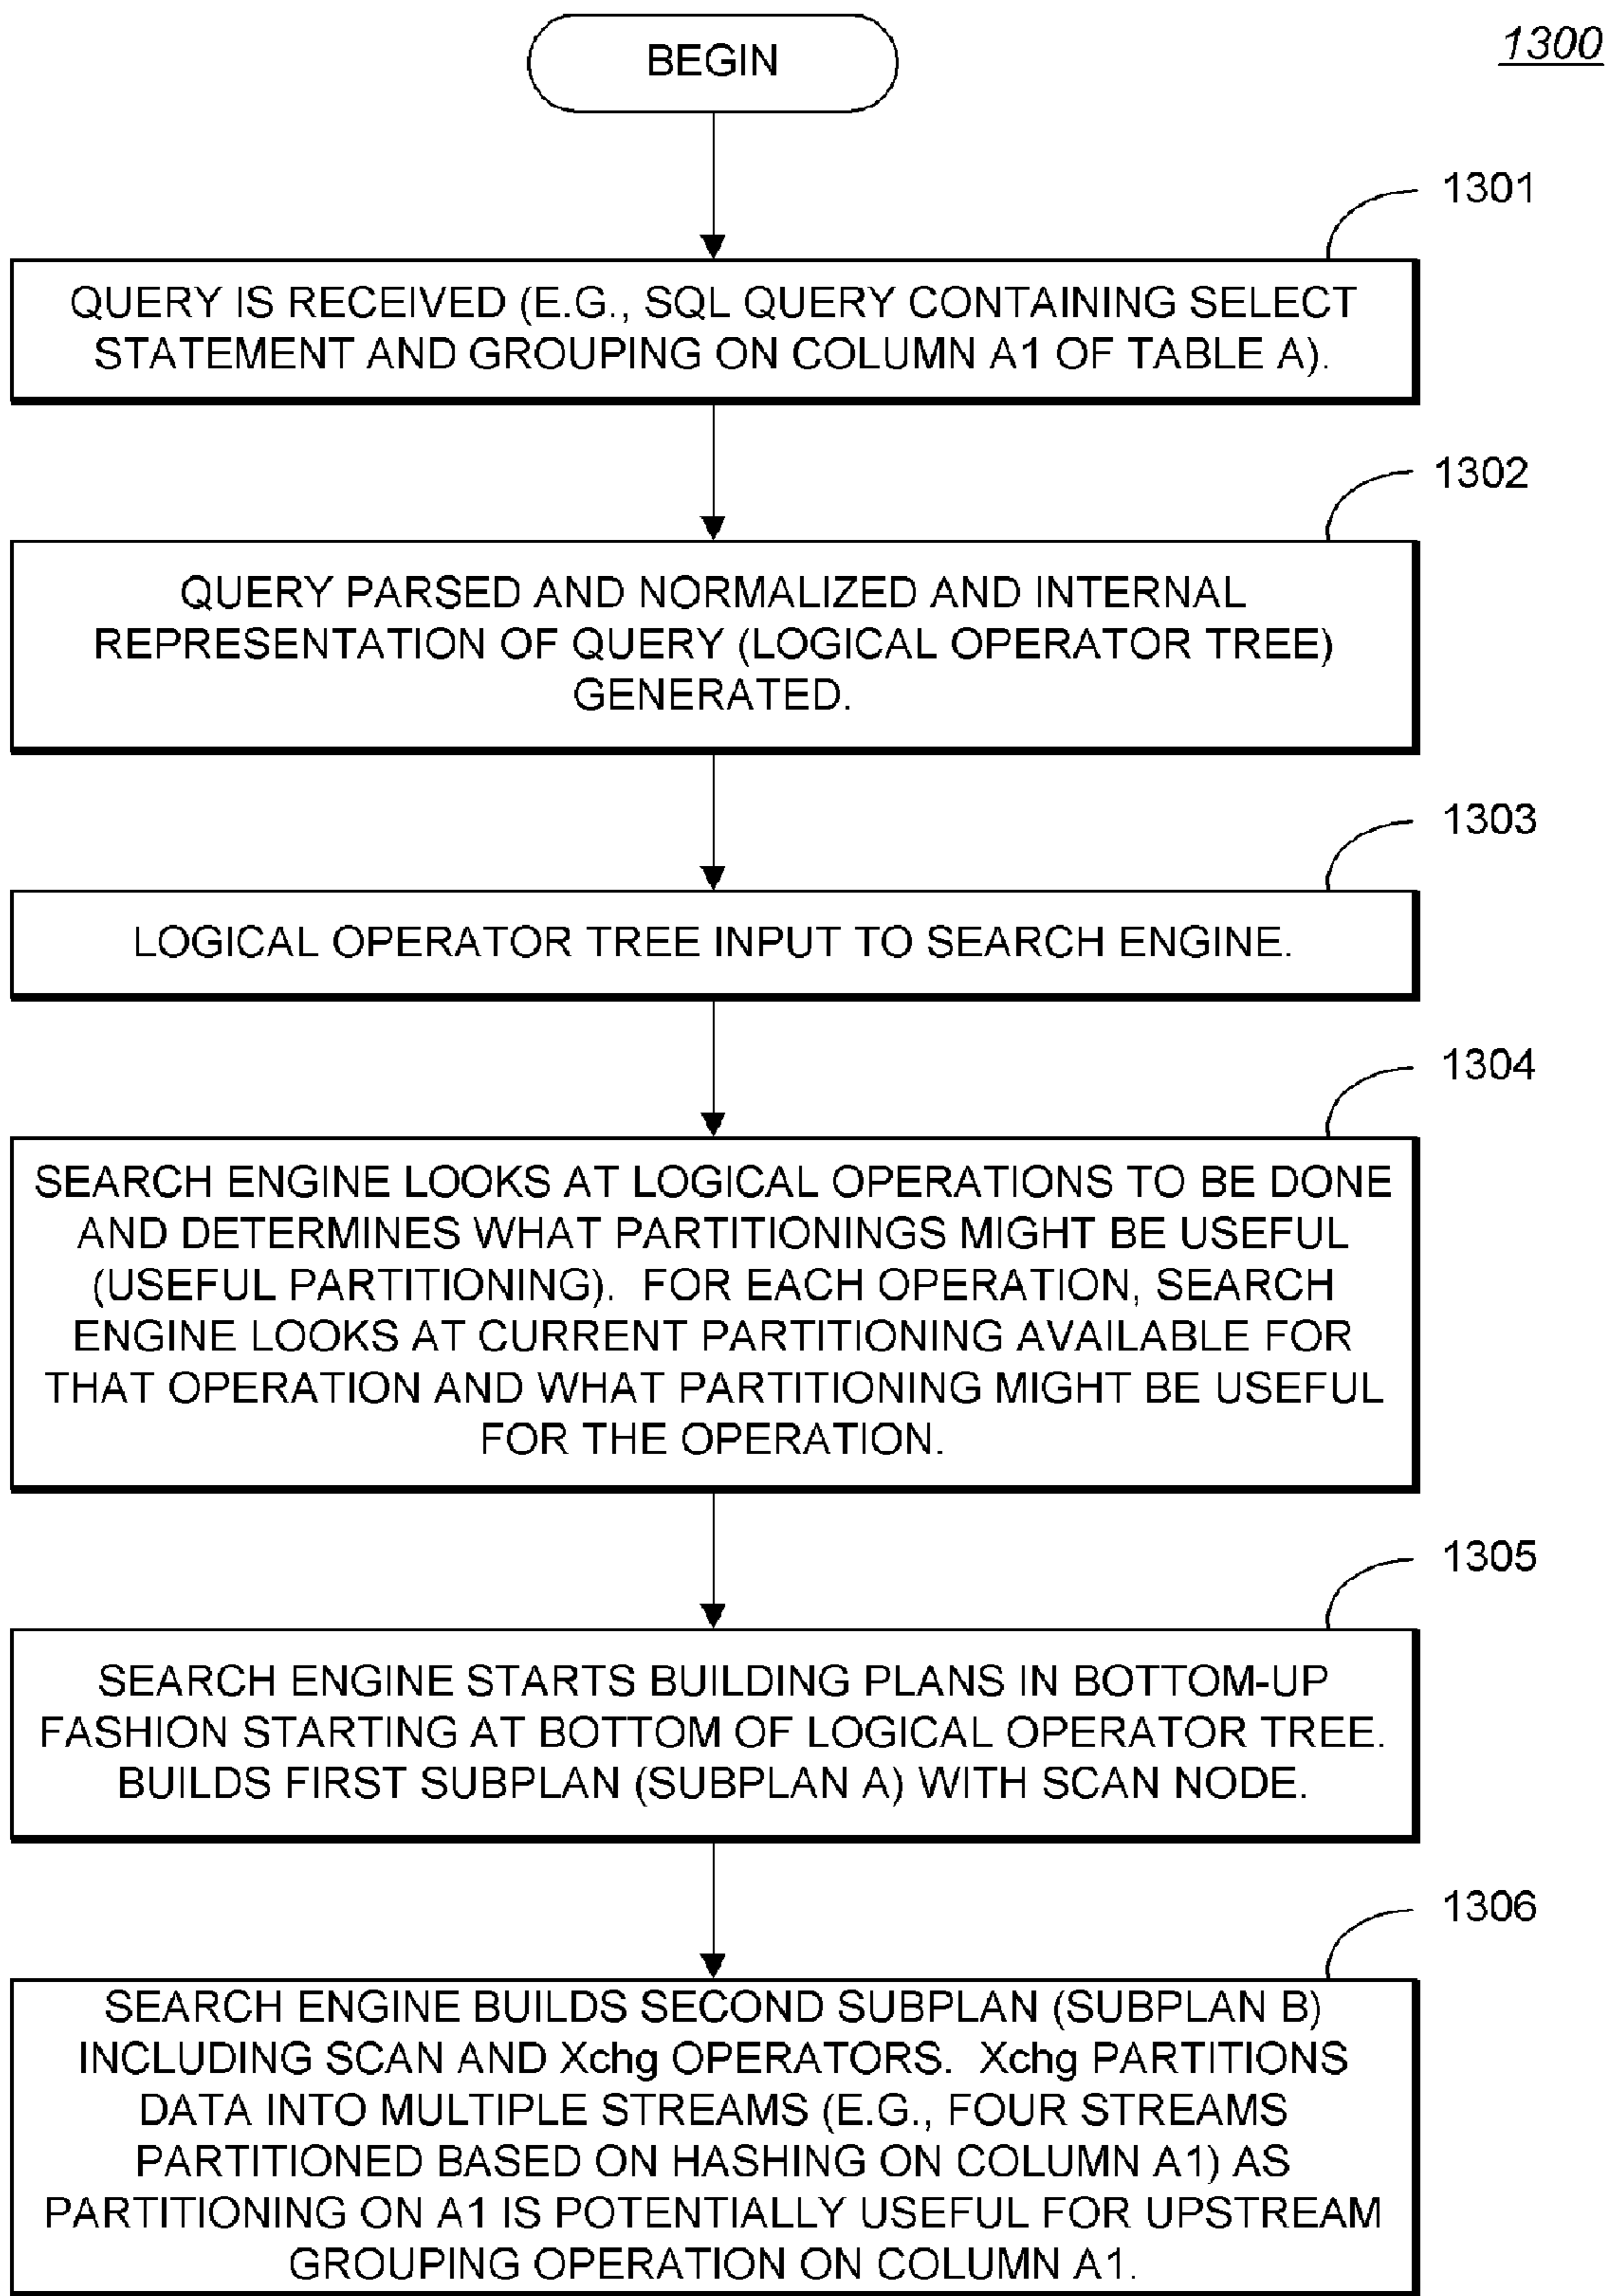 BEGIN
1300
1301
QUERY IS RECEIVED (E.G., SQL QUERY CONTAINING SELECT
STATEMENT AND GROUPING ON COLUMN A1 OF TABLE A).
1302
QUERY PARSED AND NORMALIZED AND INTERNAL
REPRESENTATION OF QUERY (LOGICAL OPERATOR TREE)
GENERATED.
1303
LOGICAL OPERATOR TREE INPUT TO SEARCH ENGINE.
1304
SEARCH ENGINE LOOKS AT LOGICAL OPERATIONS TO BE DONE
AND DETERMINES WHAT PARTITIONINGS MIGHT BE USEFUL
(USEFUL PARTITIONING). FOR EACH OPERATION, SEARCH
ENGINE LOOKS AT CURRENT PARTITIONING AVAILABLE FOR
THAT OPERATION AND WHAT PARTITIONING MIGHT BE USEFUL
FOR THE OPERATION.
1305
SEARCH ENGINE STARTS BUILDING PLANS IN BOTTOM-UP
FASHION STARTING AT BOTTOM OF LOGICAL OPERATOR TREE.
BUILDS FIRST SUBPLAN (SUBPLAN A) WITH SCAN NODE.
1306
SEARCH ENGINE BUILDS SECOND SUBPLAN (SUBPLAN B)
INCLUDING SCAN AND Xchg OPERATORS. Xchg PARTITIONS
DATA INTO MULTIPLE STREAMS (E.G., FOUR STREAMS
PARTITIONED BASED ON HASHING ON COLUMN A1) AS
PARTITIONING ON A1 IS POTENTIALLY USEFUL FOR UPSTREAM
GROUPING OPERATION ON COLUMN A1.